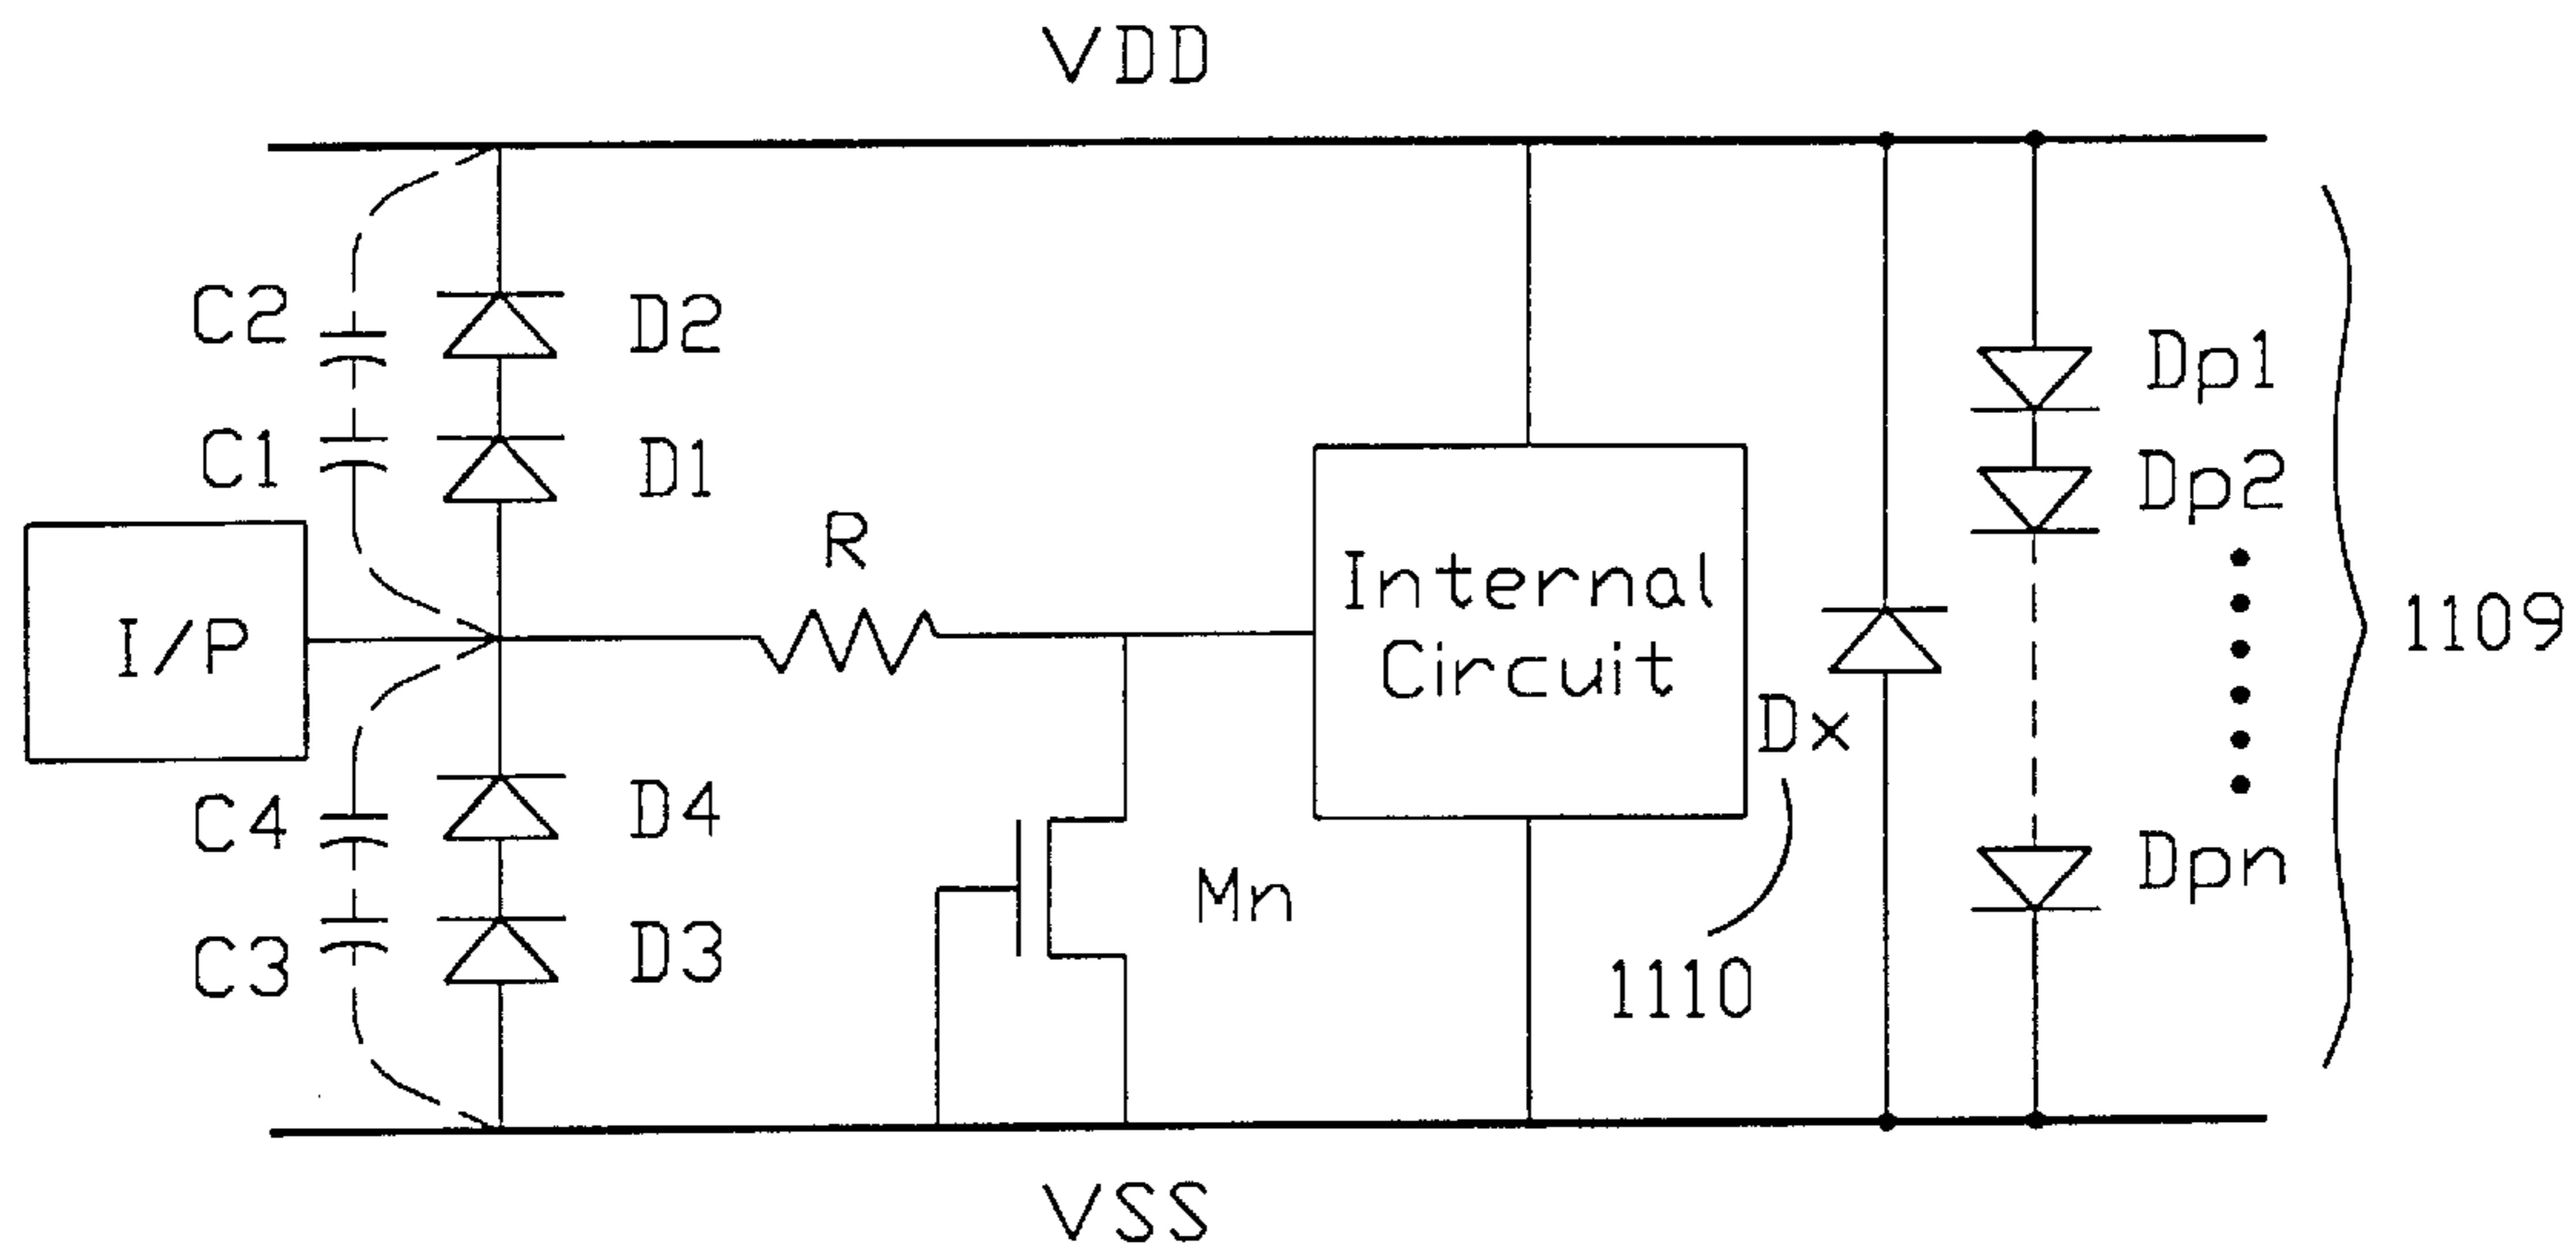 VDD
C2
D2
Dp1
C1
D1
Dp2
R
I/P
Internal
Circuit
1109
Dx
C4
D4
Mn
Dpn
C3
D3
1110
VSS